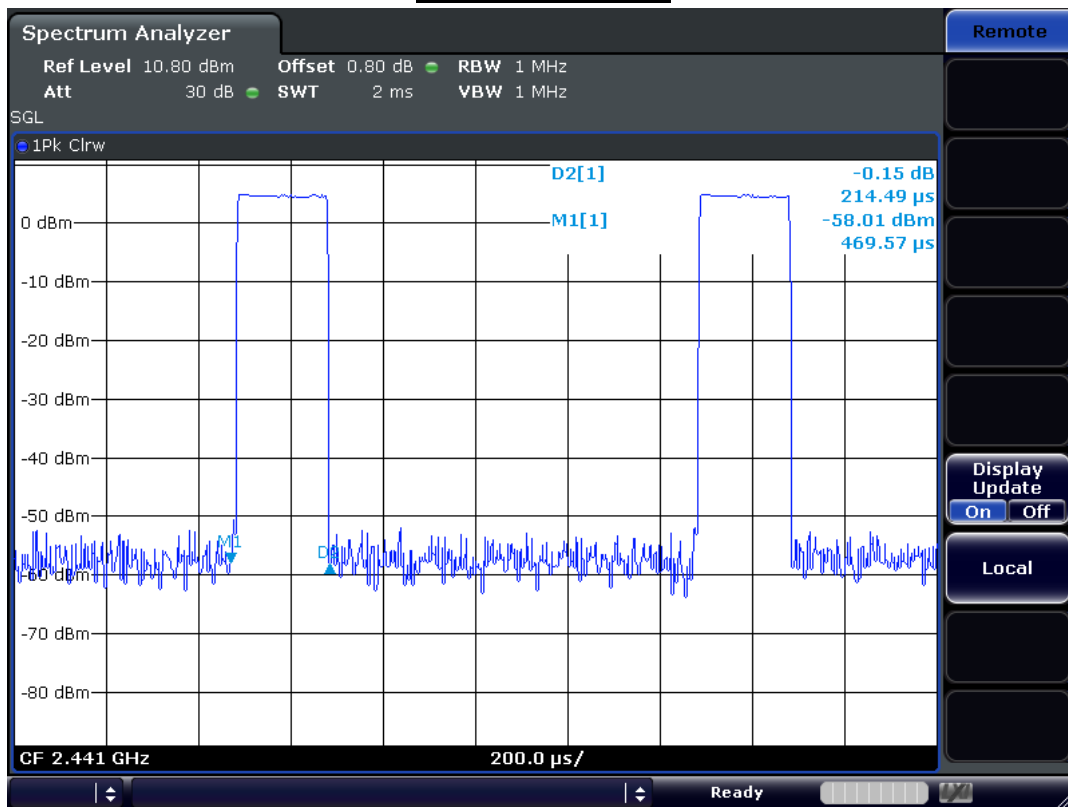 Spectrum Analyzer
Remote
Ref Level 10.80 dBm Offset 0.80 dB RBW 1 MHz
Att 30 dB SWT 2 ms VBW 1 MHz
SGL
1Pk Clrw
D2[1] -0.15 dB
214.49 µs
0 dBm M1[1] -58.01 dBm
469.57 µs
-10 dBm
-20 dBm
-30 dBm
-40 dBm
Display
Update
On Off
-50 dBm
M1
-60 dBm
Local
-70 dBm
-80 dBm
CF 2.441 GHz 200.0 µs/
Ready